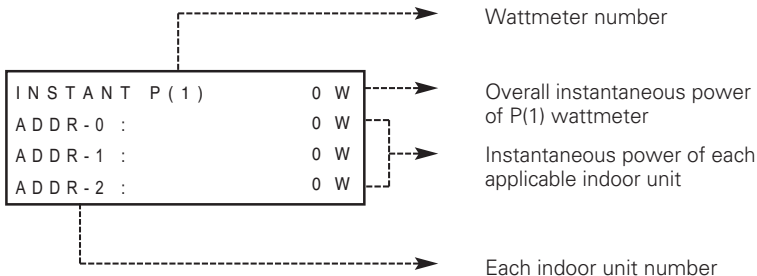 Wattmeter number
INSTANT P(1) 0 W
ADDR-0 : 0 W
ADDR-1 : 0 W
ADDR-2 : 0 W
Overall instantaneous power
of P(1) wattmeter
Instantaneous power of each
applicable indoor unit
Each indoor unit number